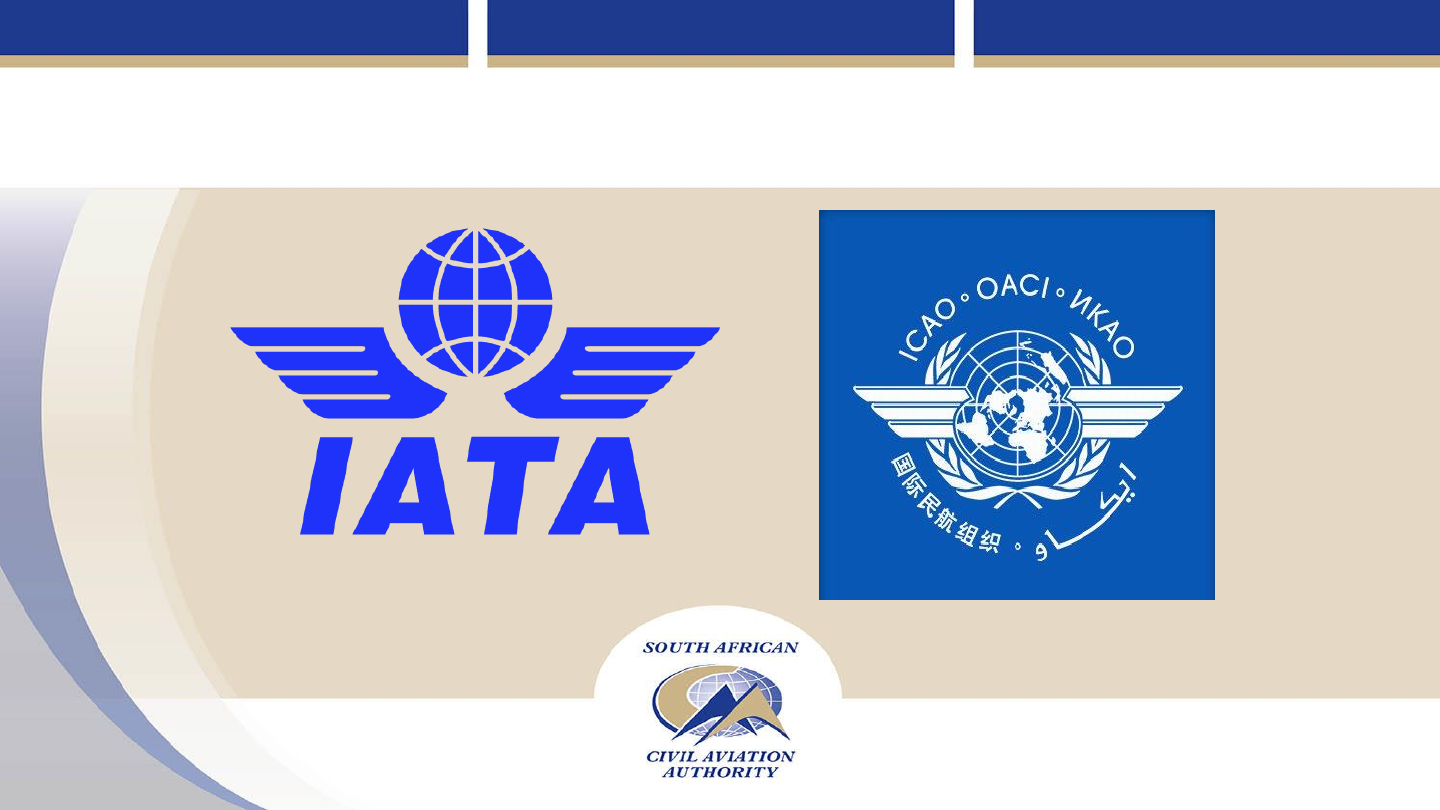 IATA
ICAO ◦ OACI ◦ ИКАО
国际民航组织 ◦ ايكاو
SOUTH AFRICAN
CIVIL AVIATION
AUTHORITY